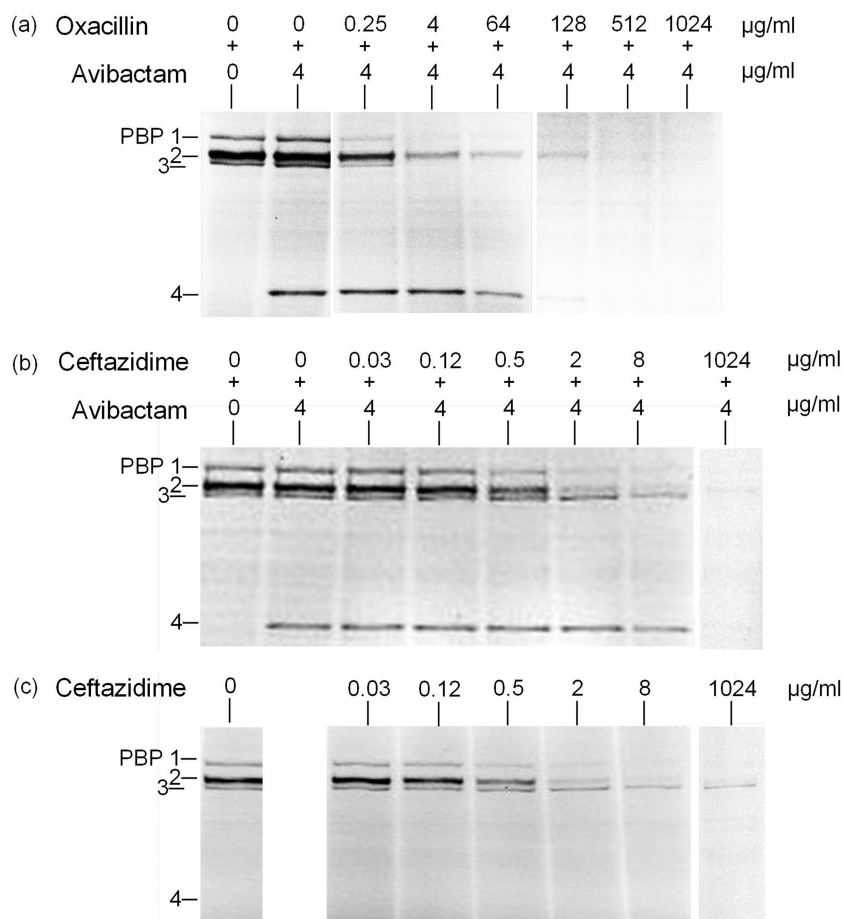 (a) Oxacillin 0 0 0.25 4 64 128 512 1024 µg/ml
+ + + + + + + +
Avibactam 0 4 4 4 4 4 4 4 µg/ml
PBP 1
2
3
4
(b) Ceftazidime 0 0 0.03 0.12 0.5 2 8 1024 µg/ml
+ + + + + + + +
Avibactam 0 4 4 4 4 4 4 4 µg/ml
PBP 1
2
3
4
(c) Ceftazidime 0 0.03 0.12 0.5 2 8 1024 µg/ml
PBP 1
2
3
4